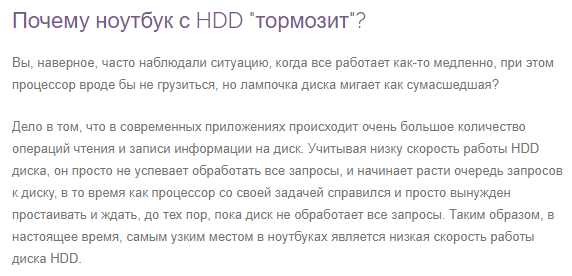 Почему ноутбук с HDD "тормозит"?
Вы, наверное, часто наблюдали ситуацию, когда все работает как-то медленно, при этом
процессор вроде бы не грузиться, но лампочка диска мигает как сумасшедшая?
Дело в том, что в современных приложениях происходит очень большое количество
операций чтения и записи информации на диск. Учитывая низку скорость работы HDD
диска, он просто не успевает обработать все запросы, и начинает расти очередь запросов
к диску, в то время как процессор со своей задачей справился и просто вынужден
простаивать и ждать, до тех пор, пока диск не обработает все запросы. Таким образом, в
настоящее время, самым узким местом в ноутбуках является низкая скорость работы
диска HDD.